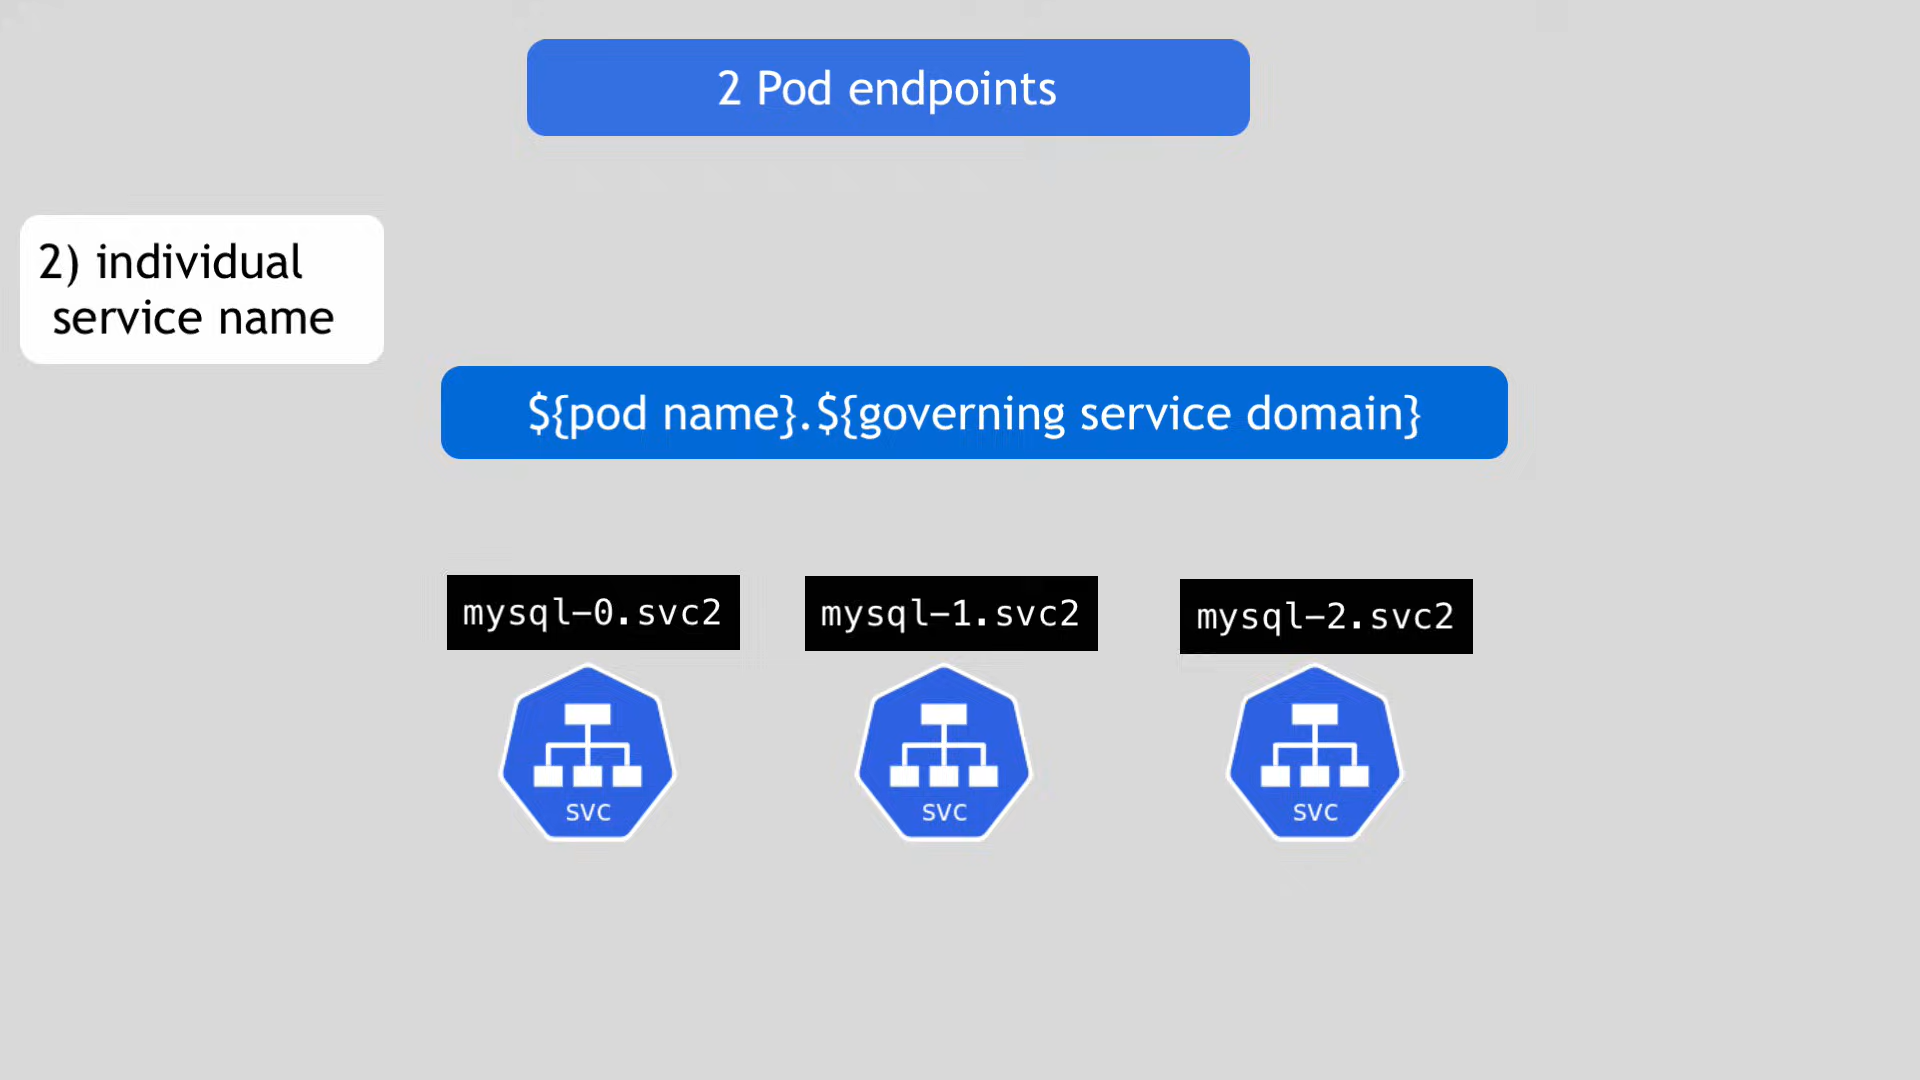 2 Pod endpoints
2) individual
service name
${pod name}.${governing service domain}
mysql-0.svc2
mysql-1.svc2
mysql-2.svc2
svc
svc
svc